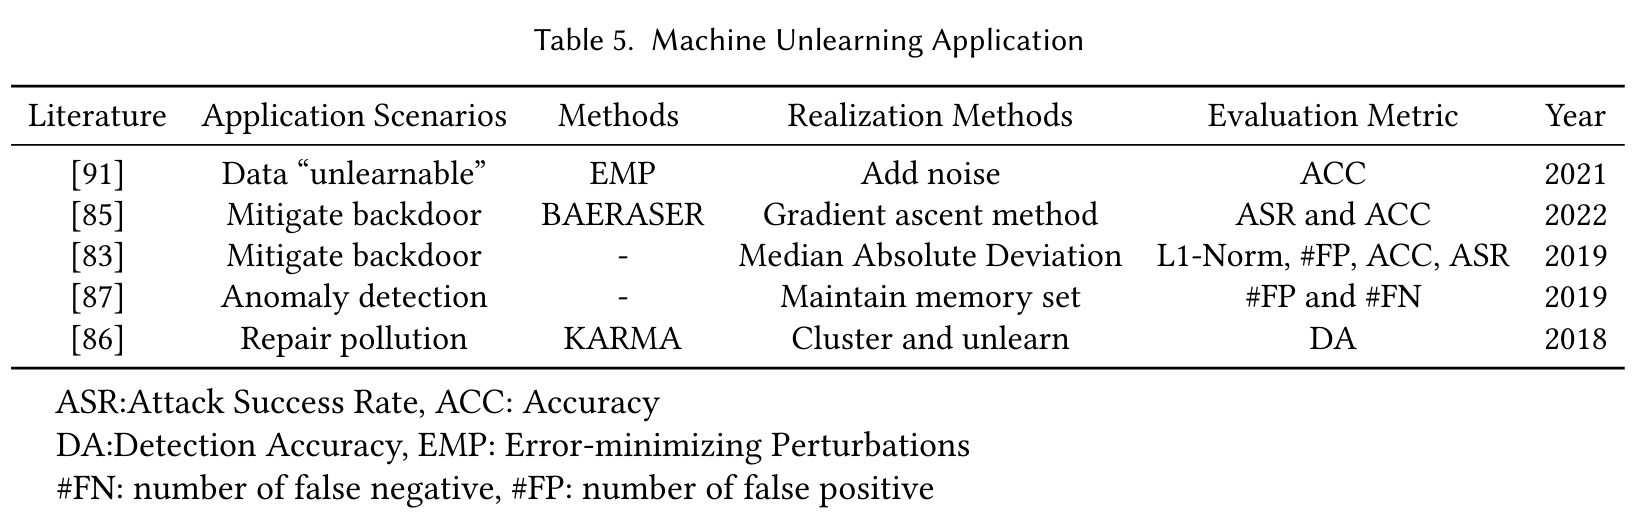 Table 5. Machine Unlearning Application
Literature Application Scenarios Methods Realization Methods Evaluation Metric Year
[91] Data “unlearnable” EMP Add noise ACC 2021
[85] Mitigate backdoor BAERASER Gradient ascent method ASR and ACC 2022
[83] Mitigate backdoor - Median Absolute Deviation L1-Norm, #FP, ACC, ASR 2019
[87] Anomaly detection - Maintain memory set #FP and #FN 2019
[86] Repair pollution KARMA Cluster and unlearn DA 2018
ASR:Attack Success Rate, ACC: Accuracy
DA:Detection Accuracy, EMP: Error-minimizing Perturbations
#FN: number of false negative, #FP: number of false positive